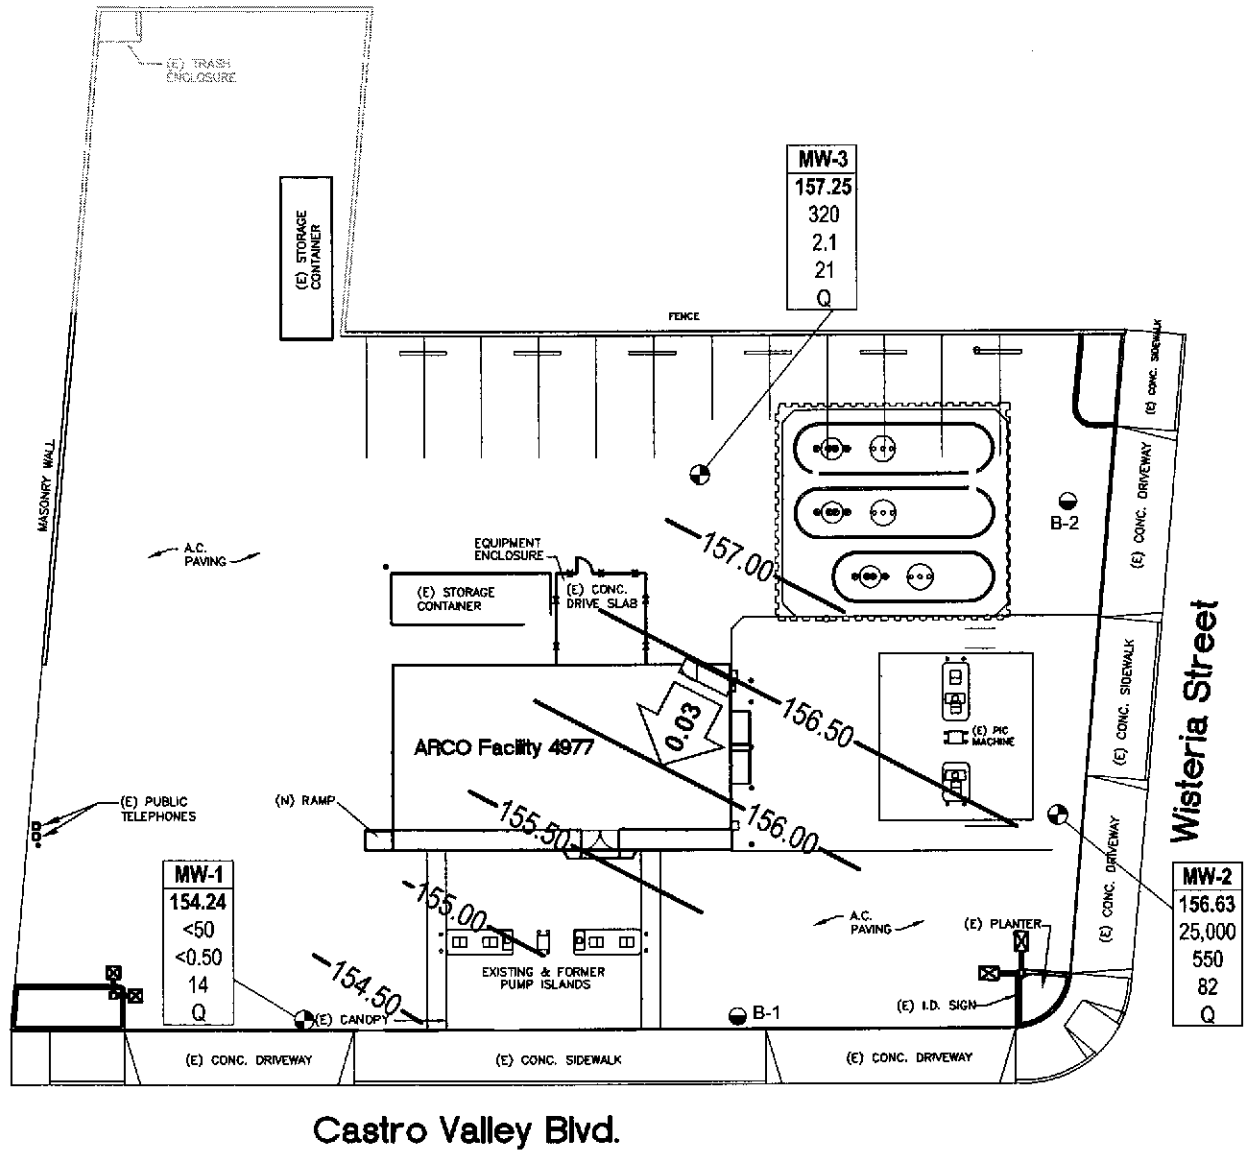 (E) TRASH
ENCLOSURE
MW-3
157.25
320
2.1
21
Q
(E) STORAGE
CONTAINER
FENCE
(E) CONC. SIDEWALK
MASONRY WALL
(E) CONC. DRIVEWAY
B-2
A.C.
PAVING
EQUIPMENT
ENCLOSURE
157.00
(E) STORAGE
CONTAINER
(E) CONC.
DRIVE SLAB
Wisteria Street
(E) CONC. SIDEWALK
156.50
0.03
(E) PIC
MACHINE
ARCO Facility 4977
(E) PUBLIC
TELEPHONES
(N) RAMP
155.50
156.00
MW-1
154.24
<50
<0.50
14
Q
155.00
(E) CONC. DRIVEWAY
MW-2
156.63
25,000
550
82
Q
A.C.
PAVING
(E) PLANTER
EXISTING & FORMER
PUMP ISLANDS
154.50
(E) CANOPY
B-1
(E) I.D. SIGN
(E) CONC. DRIVEWAY
(E) CONC. SIDEWALK
(E) CONC. DRIVEWAY
Castro Valley Blvd.